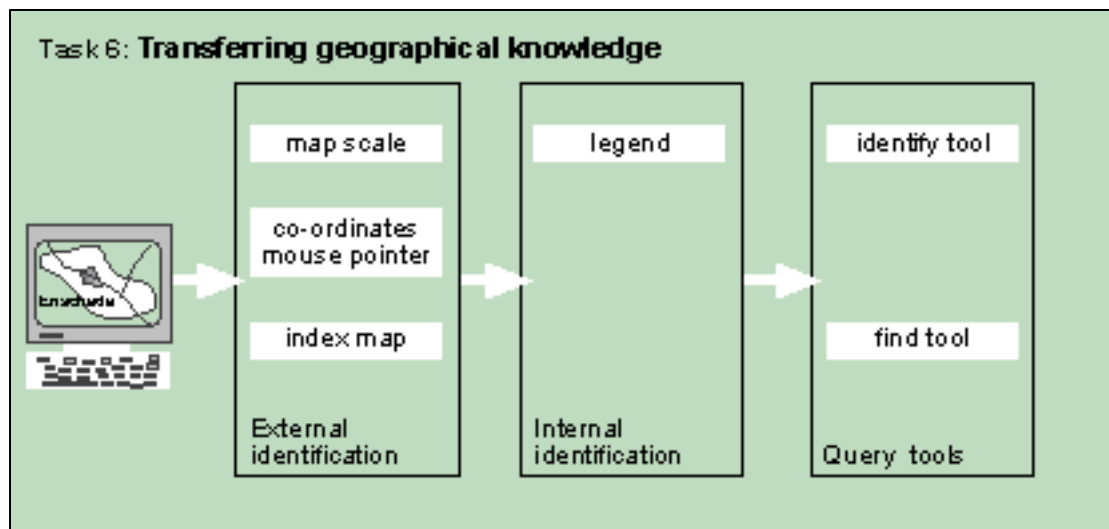 Task 6: Transferring geographical knowledge
map scale
co-ordinates
mouse pointer
index map
External
identification
legend
Internal
identification
identify tool
find tool
Query tools
Enschede